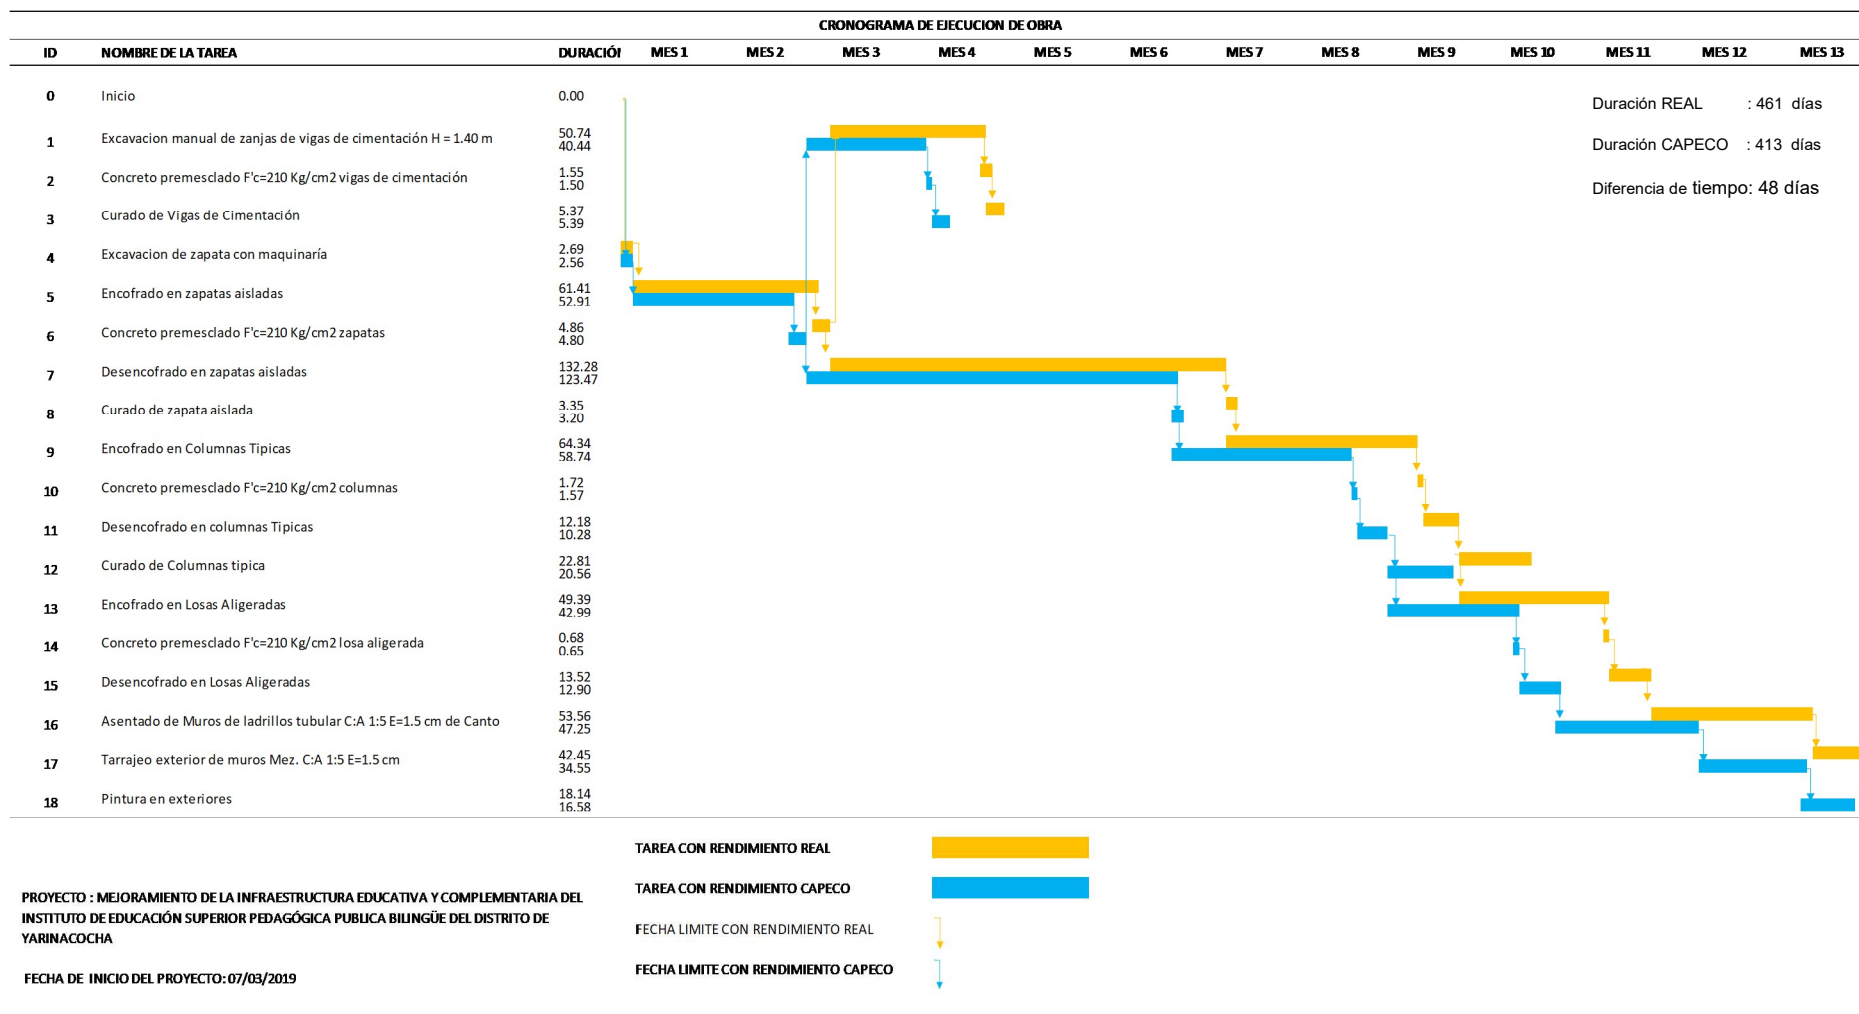 CRONOGRAMA DE EJECUCION DE OBRA
ID NOMBRE DE LA TAREA DURACIÓN MES 1 MES 2 MES 3 MES 4 MES 5 MES 6 MES 7 MES 8 MES 9 MES 10 MES 11 MES 12 MES 13
0 Inicio 0.00
Duración REAL : 461 días
1 Excavacion manual de zanjas de vigas de cimentación H = 1.40 m 50.74
40.44
Duración CAPECO : 413 días
2 Concreto premesclado F'c=210 Kg/cm2 vigas de cimentación 1.55
1.50
Diferencia de tiempo: 48 días
3 Curado de Vigas de Cimentación 5.37
5.39
4 Excavacion de zapata con maquinaría 2.69
2.56
5 Encofrado en zapatas aisladas 61.41
52.91
6 Concreto premesclado F'c=210 Kg/cm2 zapatas 4.86
4.80
7 Desencofrado en zapatas aisladas 132.28
123.47
8 Curado de zapata aislada 3.35
3.20
9 Encofrado en Columnas Tipicas 64.34
58.74
10 Concreto premesclado F'c=210 Kg/cm2 columnas 1.72
1.57
11 Desencofrado en columnas Tipicas 12.18
10.28
12 Curado de Columnas tipica 22.81
20.56
13 Encofrado en Losas Aligeradas 49.39
42.99
14 Concreto premesclado F'c=210 Kg/cm2 losa aligerada 0.68
0.65
15 Desencofrado en Losas Aligeradas 13.52
12.90
16 Asentado de Muros de ladrillos tubular C:A 1:5 E=1.5 cm de Canto 53.56
47.25
17 Tarrajeo exterior de muros Mez. C:A 1:5 E=1.5 cm 42.45
34.55
18 Pintura en exteriores 18.14
16.58
TAREA CON RENDIMIENTO REAL
TAREA CON RENDIMIENTO CAPECO
FECHA LIMITE CON RENDIMIENTO REAL
FECHA LIMITE CON RENDIMIENTO CAPECO
PROYECTO : MEJORAMIENTO DE LA INFRAESTRUCTURA EDUCATIVA Y COMPLEMENTARIA DEL
INSTITUTO DE EDUCACIÓN SUPERIOR PEDAGÓGICA PUBLICA BILINGÜE DEL DISTRITO DE
YARINACOCHA
FECHA DE INICIO DEL PROYECTO: 07/03/2019